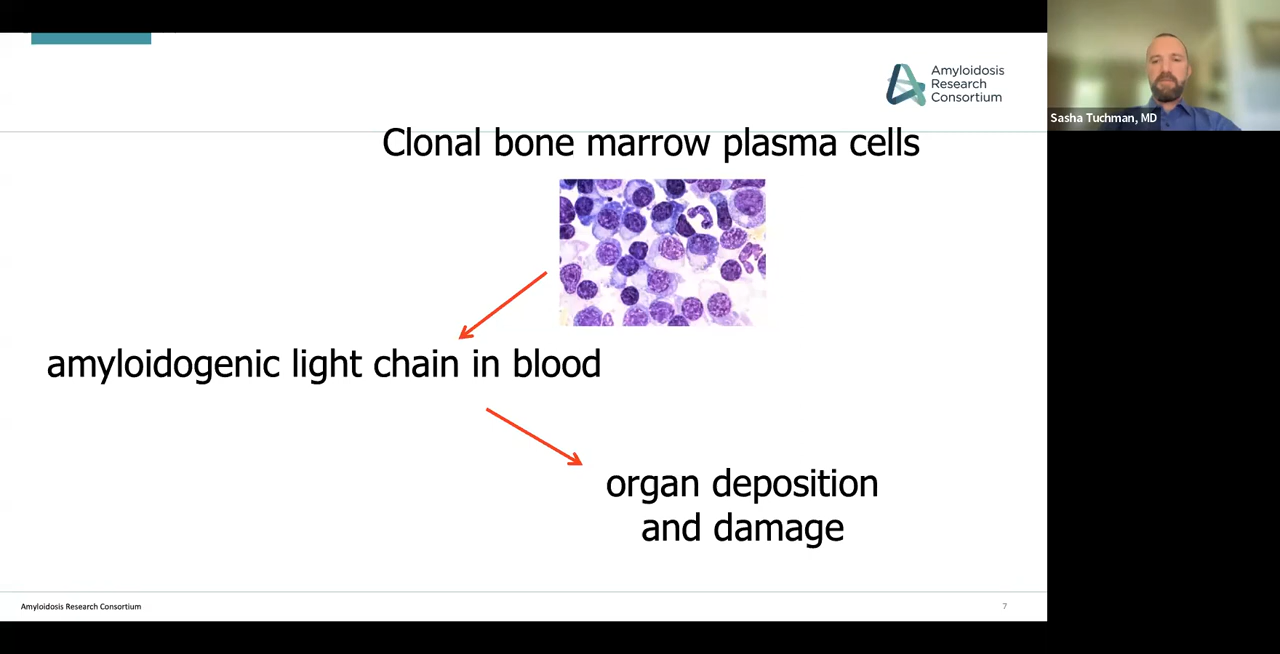 Amyloidosis
Research
Consortium
Sasha Tuchman, MD
Clonal bone marrow plasma cells
amyloidogenic light chain in blood
organ deposition
and damage
Amyloidosis Research Consortium
7